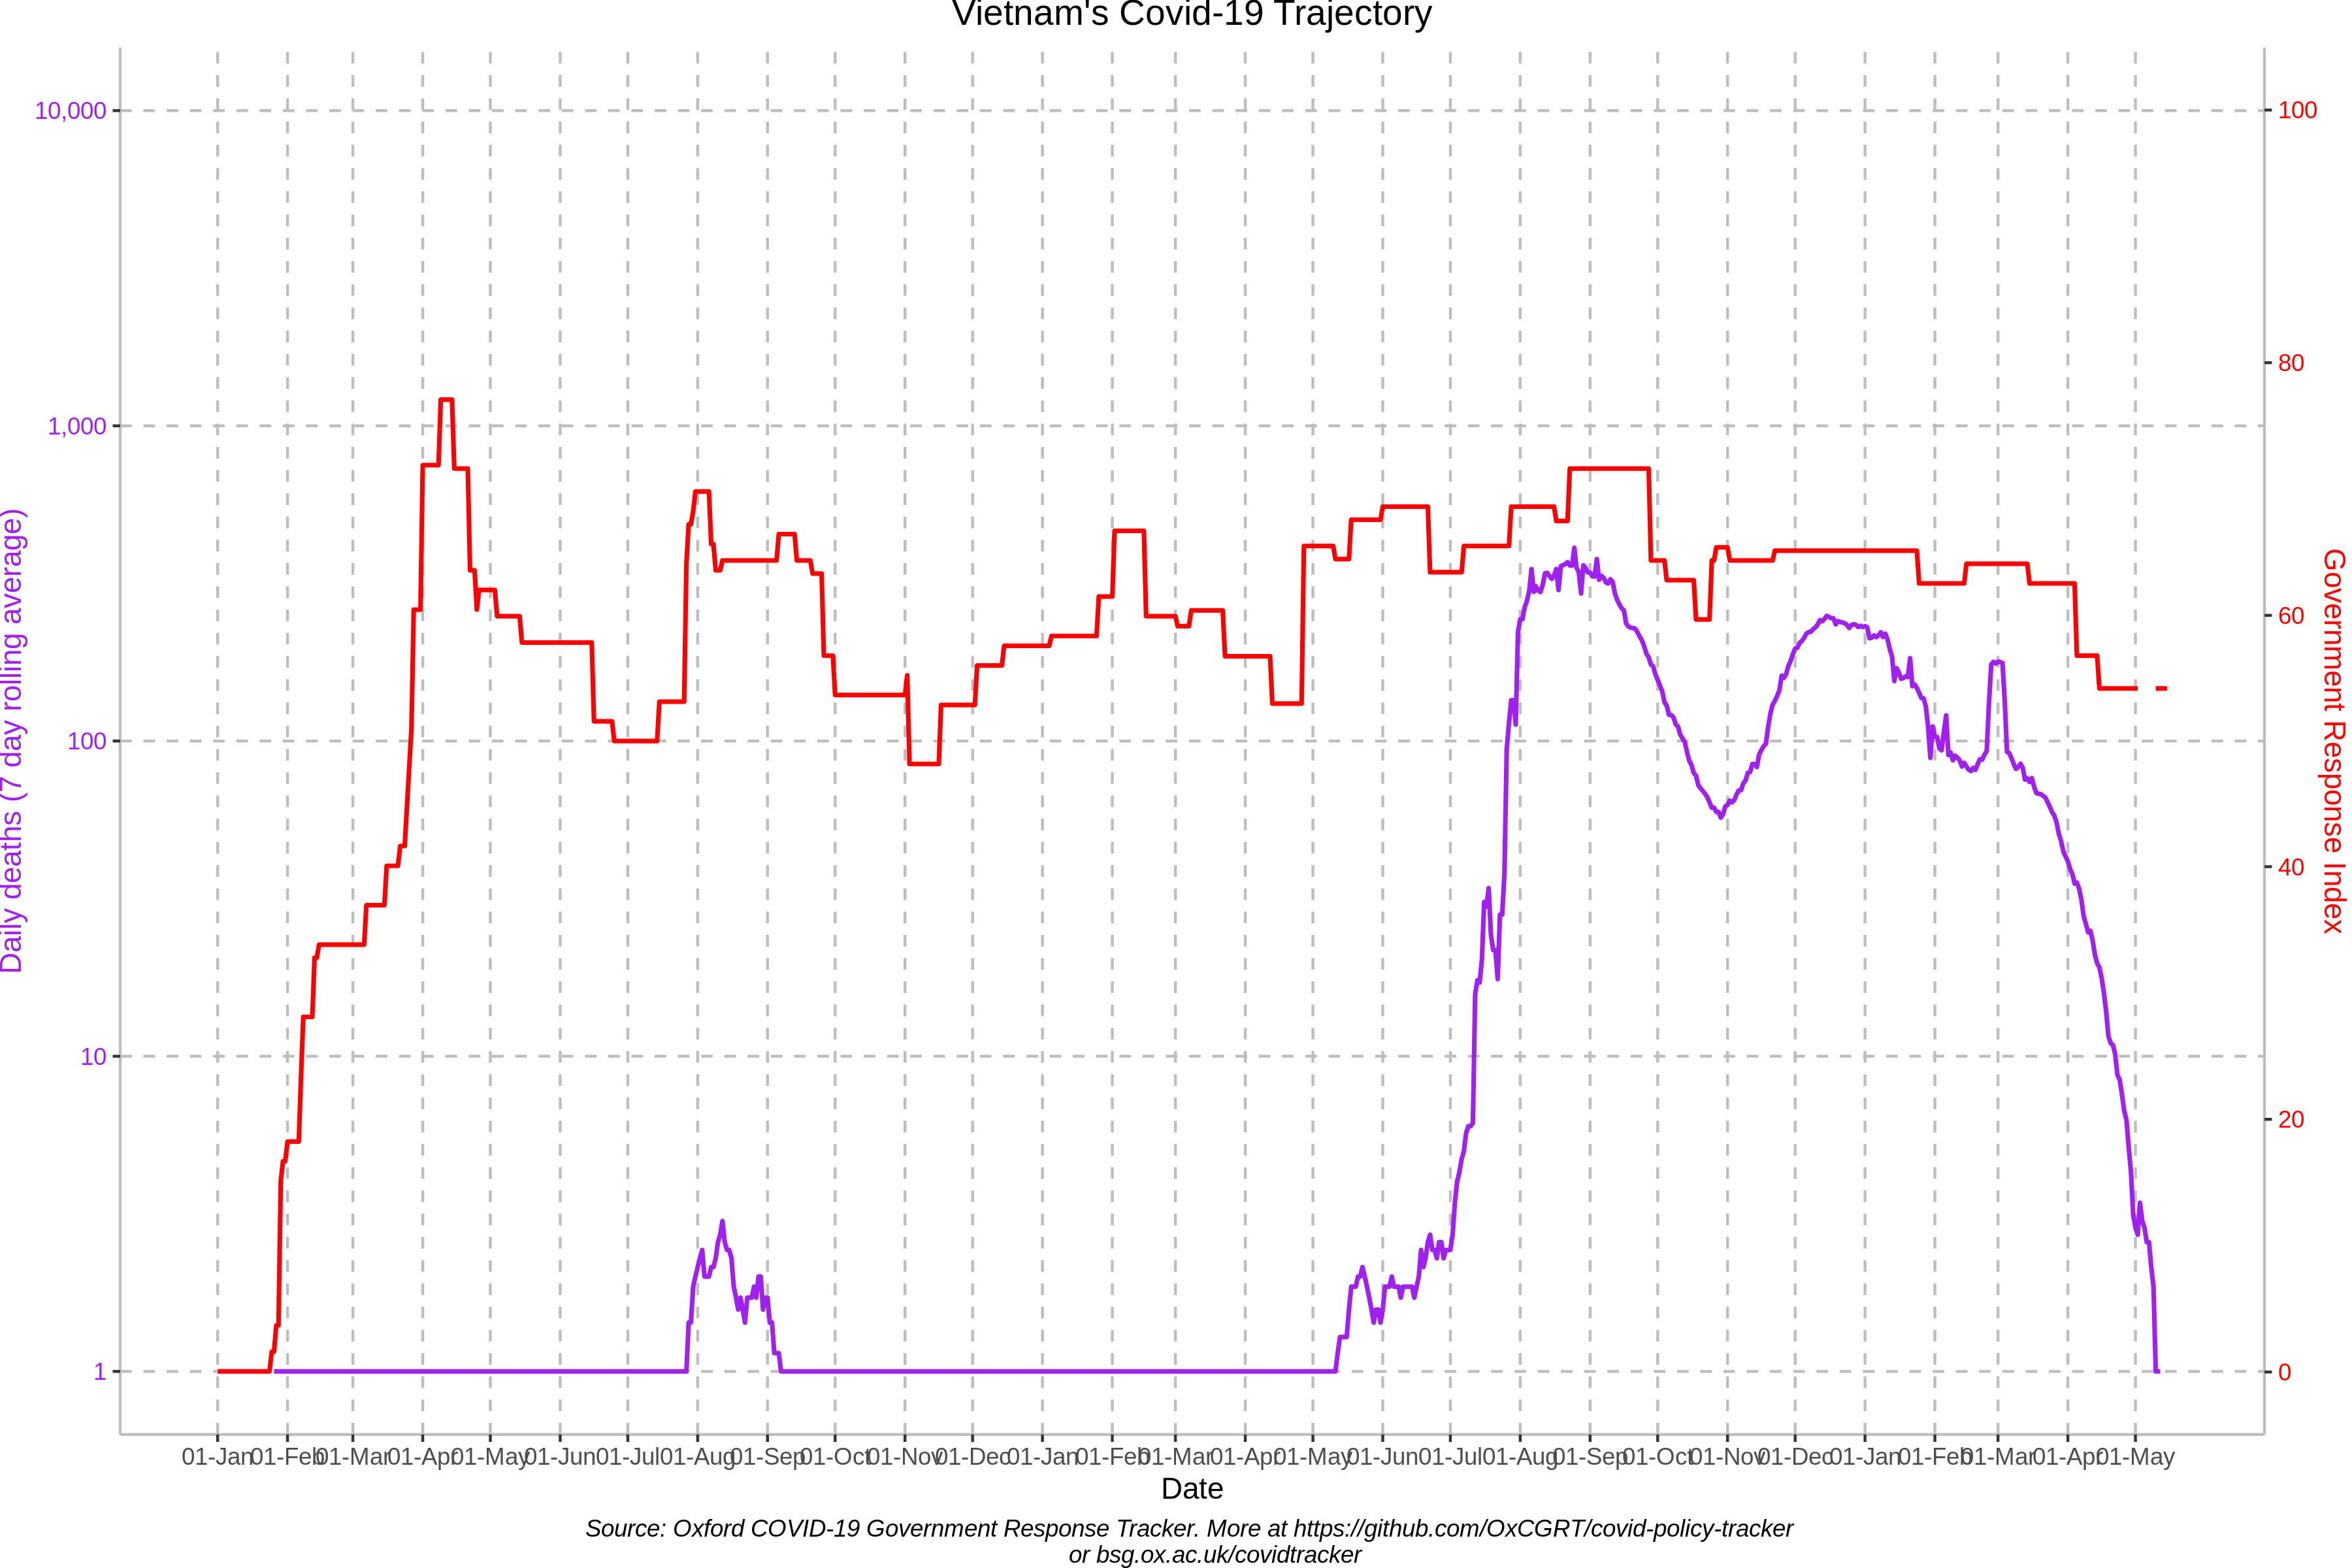 Vietnam's Covid-19 Trajectory
Daily deaths (7 day rolling average)
10,000
1,000
100
10
1
100
80
60
40
20
0
Government Response Index
01-Jan 01-Feb 01-Mar 01-Apr 01-May 01-Jun 01-Jul 01-Aug 01-Sep 01-Oct 01-Nov 01-Dec 01-Jan 01-Feb 01-Mar 01-Apr 01-May 01-Jun 01-Jul 01-Aug 01-Sep 01-Oct 01-Nov 01-Dec 01-Jan 01-Feb 01-Mar 01-Apr 01-May
Date
Source: Oxford COVID-19 Government Response Tracker. More at https://github.com/OxCGRT/covid-policy-tracker
or bsg.ox.ac.uk/covidtracker